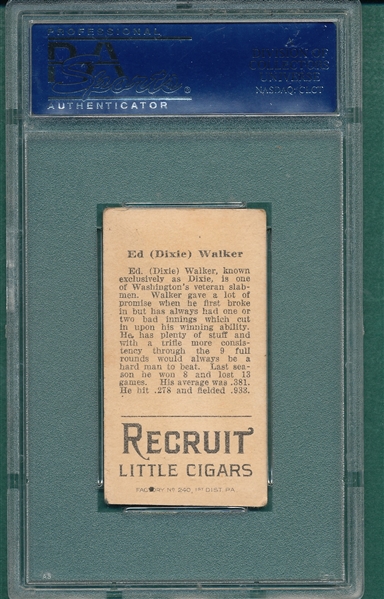 PROFESSIONAL
PSA
Sports ®
AUTHENTICATOR
NASDAQ: CLCT
Ed (Dixie) Walker
Ed. (Dixie) Walker, known
exclusively as Dixie, is one
of Washington's veteran slab-
men. Walker gave a lot of
promise when he first broke
in but has always had one or
two bad innings which cut
in upon his winning ability.
He has plenty of stuff and
with a trifle more consis-
tency through the 9 full
rounds would always be a
hard man to beat. Last sea-
son he won 8 and lost 13
games. His average was .381.
He hit .278 and fielded .933.
RECRUIT
LITTLE CIGARS
FACTORY Nº 240, 1ST DIST. PA.